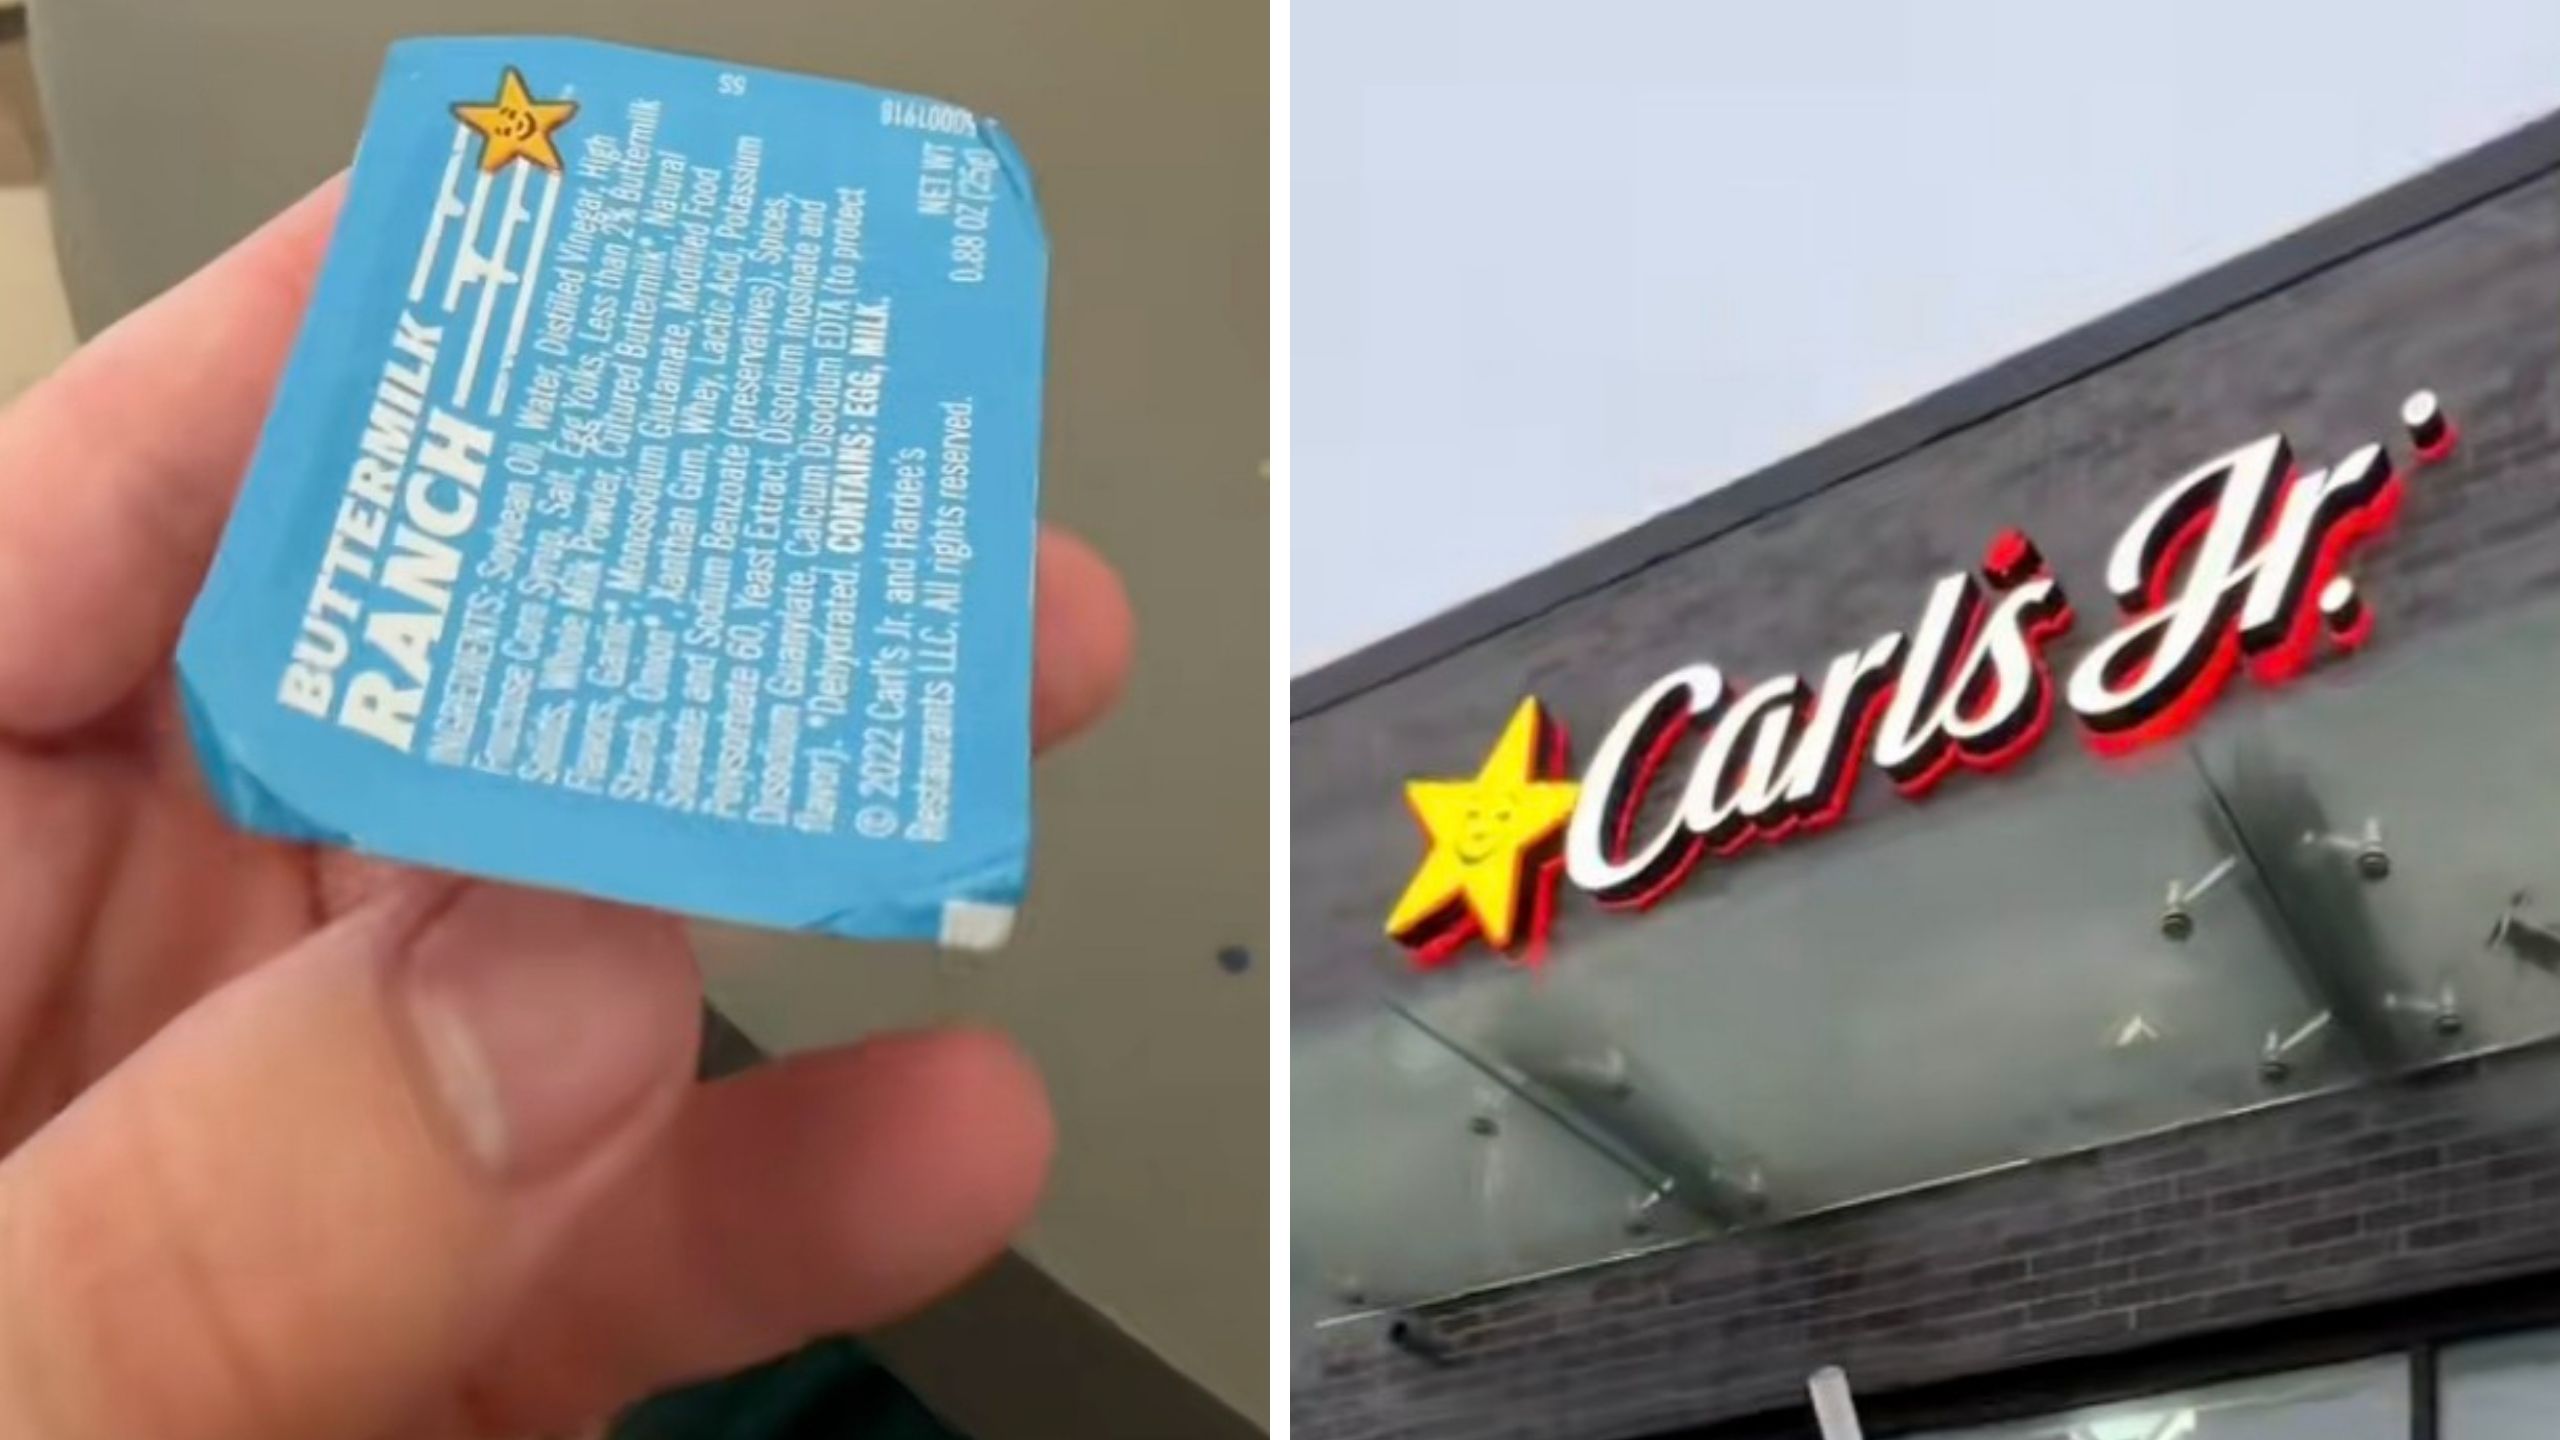 BUTTERMILK
RANCH
INGREDIENTS: Soybean Oil, Water, Distilled Vinegar, High
Fructose Corn Syrup, Salt, Egg Yolks, Less than 2% Buttermilk
Solids, Whole Milk Powder, Cultured Buttermilk*, Natural
Flavors, Garlic*, Monosodium Glutamate, Modified Food
Starch, Onion*, Xanthan Gum, Whey, Lactic Acid, Potassium
Sorbate and Sodium Benzoate (preservatives), Spices,
Polysorbate 60, Yeast Extract, Disodium Inosinate and
Disodium Guanylate, Calcium Disodium EDTA (to protect
flavor). *Dehydrated. CONTAINS: EGG, MILK.
© 2022 Carl's Jr. and Hardee's
Restaurants LLC. All rights reserved.
NET WT
0.88 OZ (25g)
SS
Carl's Jr.